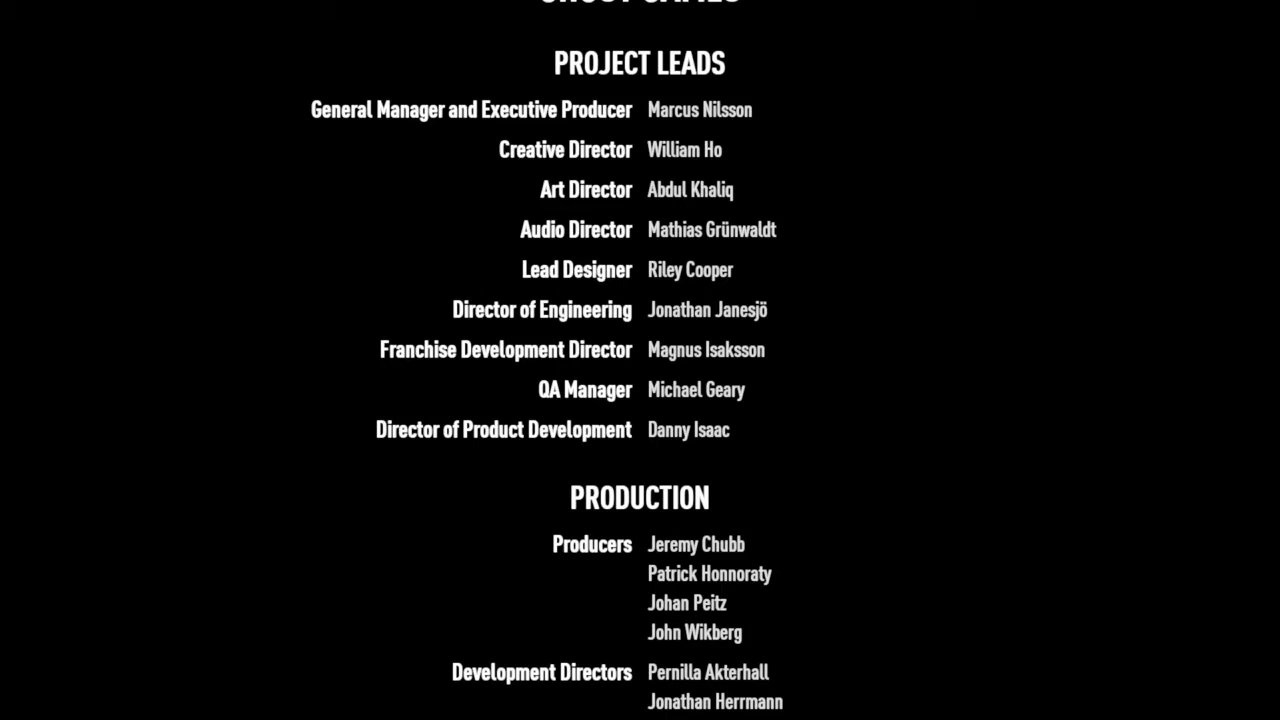 PROJECT LEADS
General Manager and Executive Producer Marcus Nilsson
Creative Director William Ho
Art Director Abdul Khaliq
Audio Director Mathias Grünwaldt
Lead Designer Riley Cooper
Director of Engineering Jonathan Janesjö
Franchise Development Director Magnus Isaksson
QA Manager Michael Geary
Director of Product Development Danny Isaac
PRODUCTION
Producers Jeremy Chubb
Patrick Honnoraty
Johan Peitz
John Wikberg
Development Directors Pernilla Akterhall
Jonathan Herrmann